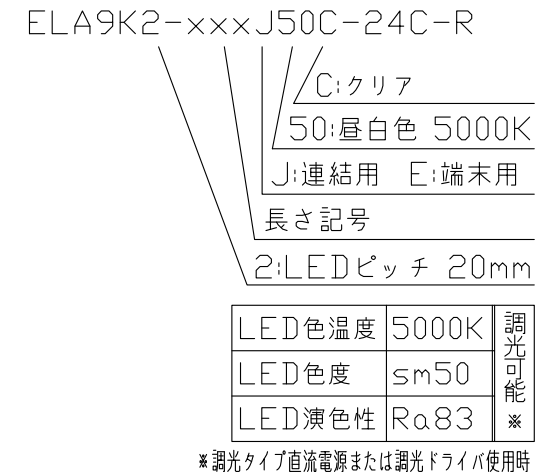 ELA9K2-xxxJ50C-24C-R
C:クリア
50:昼白色 5000K
J:連結用 E:端末用
長さ記号
2:LEDピッチ 20mm
LED色温度 5000K 調光可能※
LED色度 sm50
LED演色性 Ra83
※調光タイプ直流電源または調光ドライバ使用時